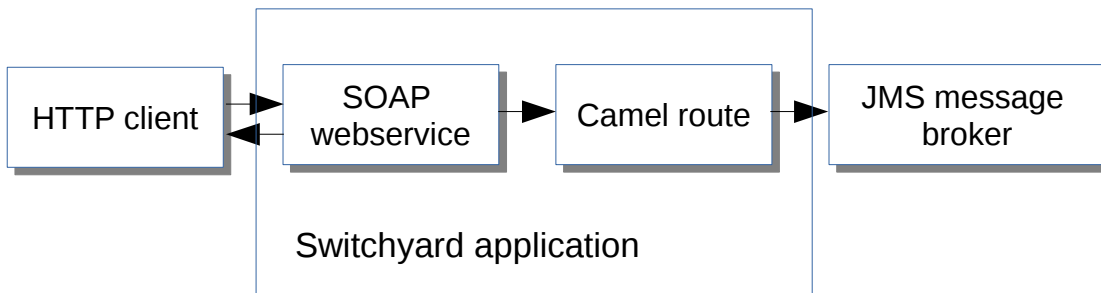 HTTP client
SOAP
webservice
Camel route
JMS message
broker
Switchyard application